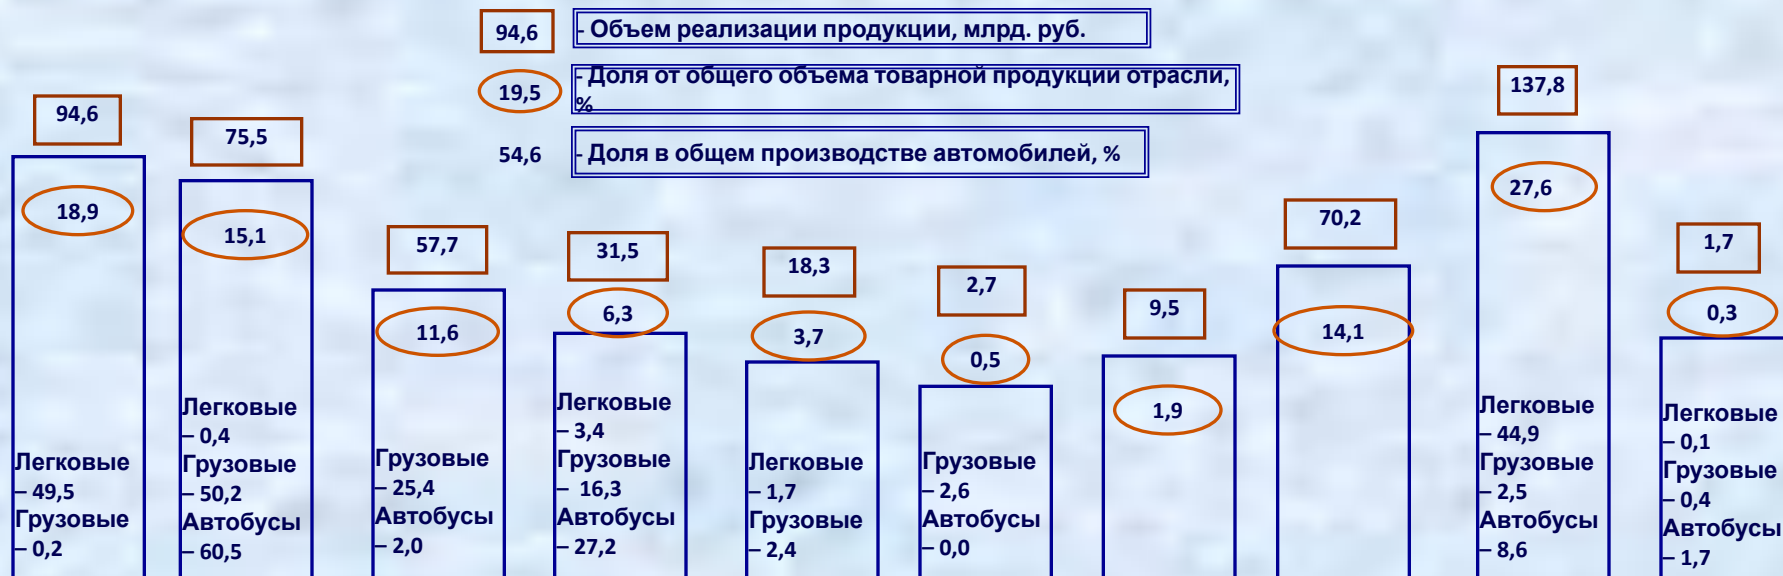 94,6
- Объем реализации продукции, млрд. руб.
19,5
- Доля от общего объема товарной продукции отрасли,
%
54,6
- Доля в общем производстве автомобилей, %
94,6
18,9
Легковые
– 49,5
Грузовые
– 0,2
75,5
15,1
Легковые
– 0,4
Грузовые
– 50,2
Автобусы
– 60,5
57,7
11,6
Грузовые
– 25,4
Автобусы
– 2,0
31,5
6,3
Легковые
– 3,4
Грузовые
– 16,3
Автобусы
– 27,2
18,3
3,7
Легковые
– 1,7
Грузовые
– 2,4
2,7
0,5
Грузовые
– 2,6
Автобусы
– 0,0
9,5
1,9
70,2
14,1
137,8
27,6
Легковые
– 44,9
Грузовые
– 2,5
Автобусы
– 8,6
1,7
0,3
Легковые
– 0,1
Грузовые
– 0,4
Автобусы
– 1,7